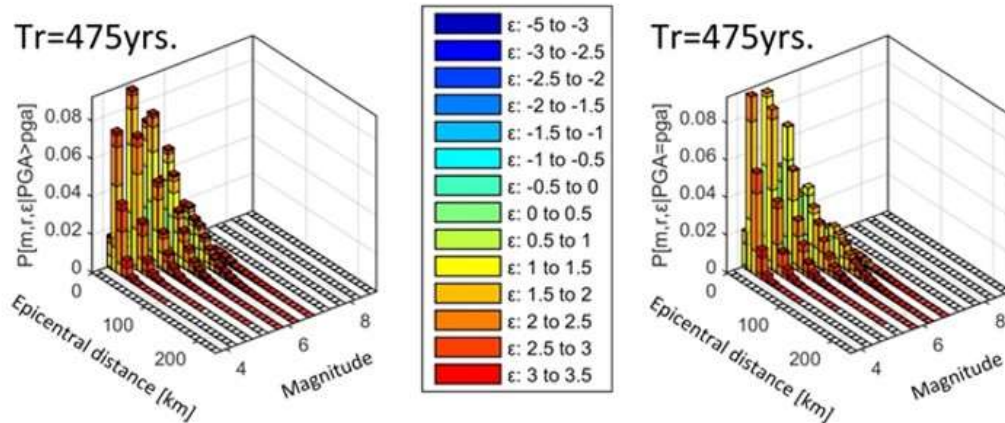 Tr=475yrs.
P[m,r,ε|PGA>pga]
0.08
0.06
0.04
0.02
0
0
100
200
Epicentral distance [km]
4
6
8
Magnitude
ε: -5 to -3
ε: -3 to -2.5
ε: -2.5 to -2
ε: -2 to -1.5
ε: -1.5 to -1
ε: -1 to -0.5
ε: -0.5 to 0
ε: 0 to 0.5
ε: 0.5 to 1
ε: 1 to 1.5
ε: 1.5 to 2
ε: 2 to 2.5
ε: 2.5 to 3
ε: 3 to 3.5
Tr=475yrs.
P[m,r,ε|PGA=pga]
0.08
0.06
0.04
0.02
0
0
100
200
Epicentral distance [km]
4
6
8
Magnitude